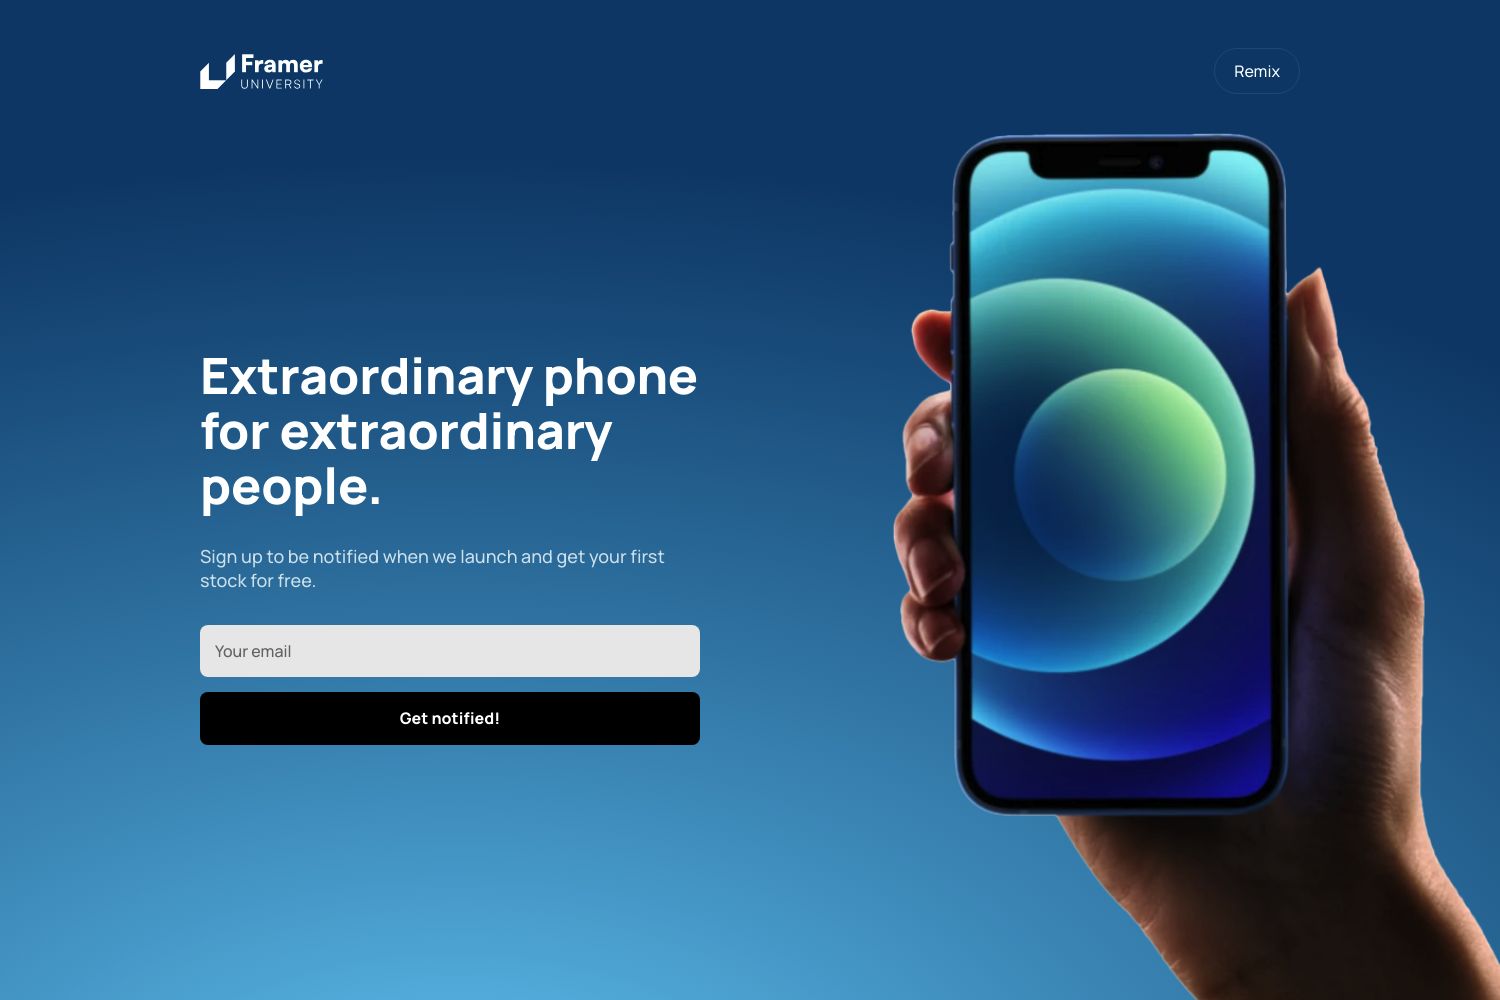 Framer
UNIVERSITY
Remix
Extraordinary phone
for extraordinary
people.
Sign up to be notified when we launch and get your first
stock for free.
Your email
Get notified!